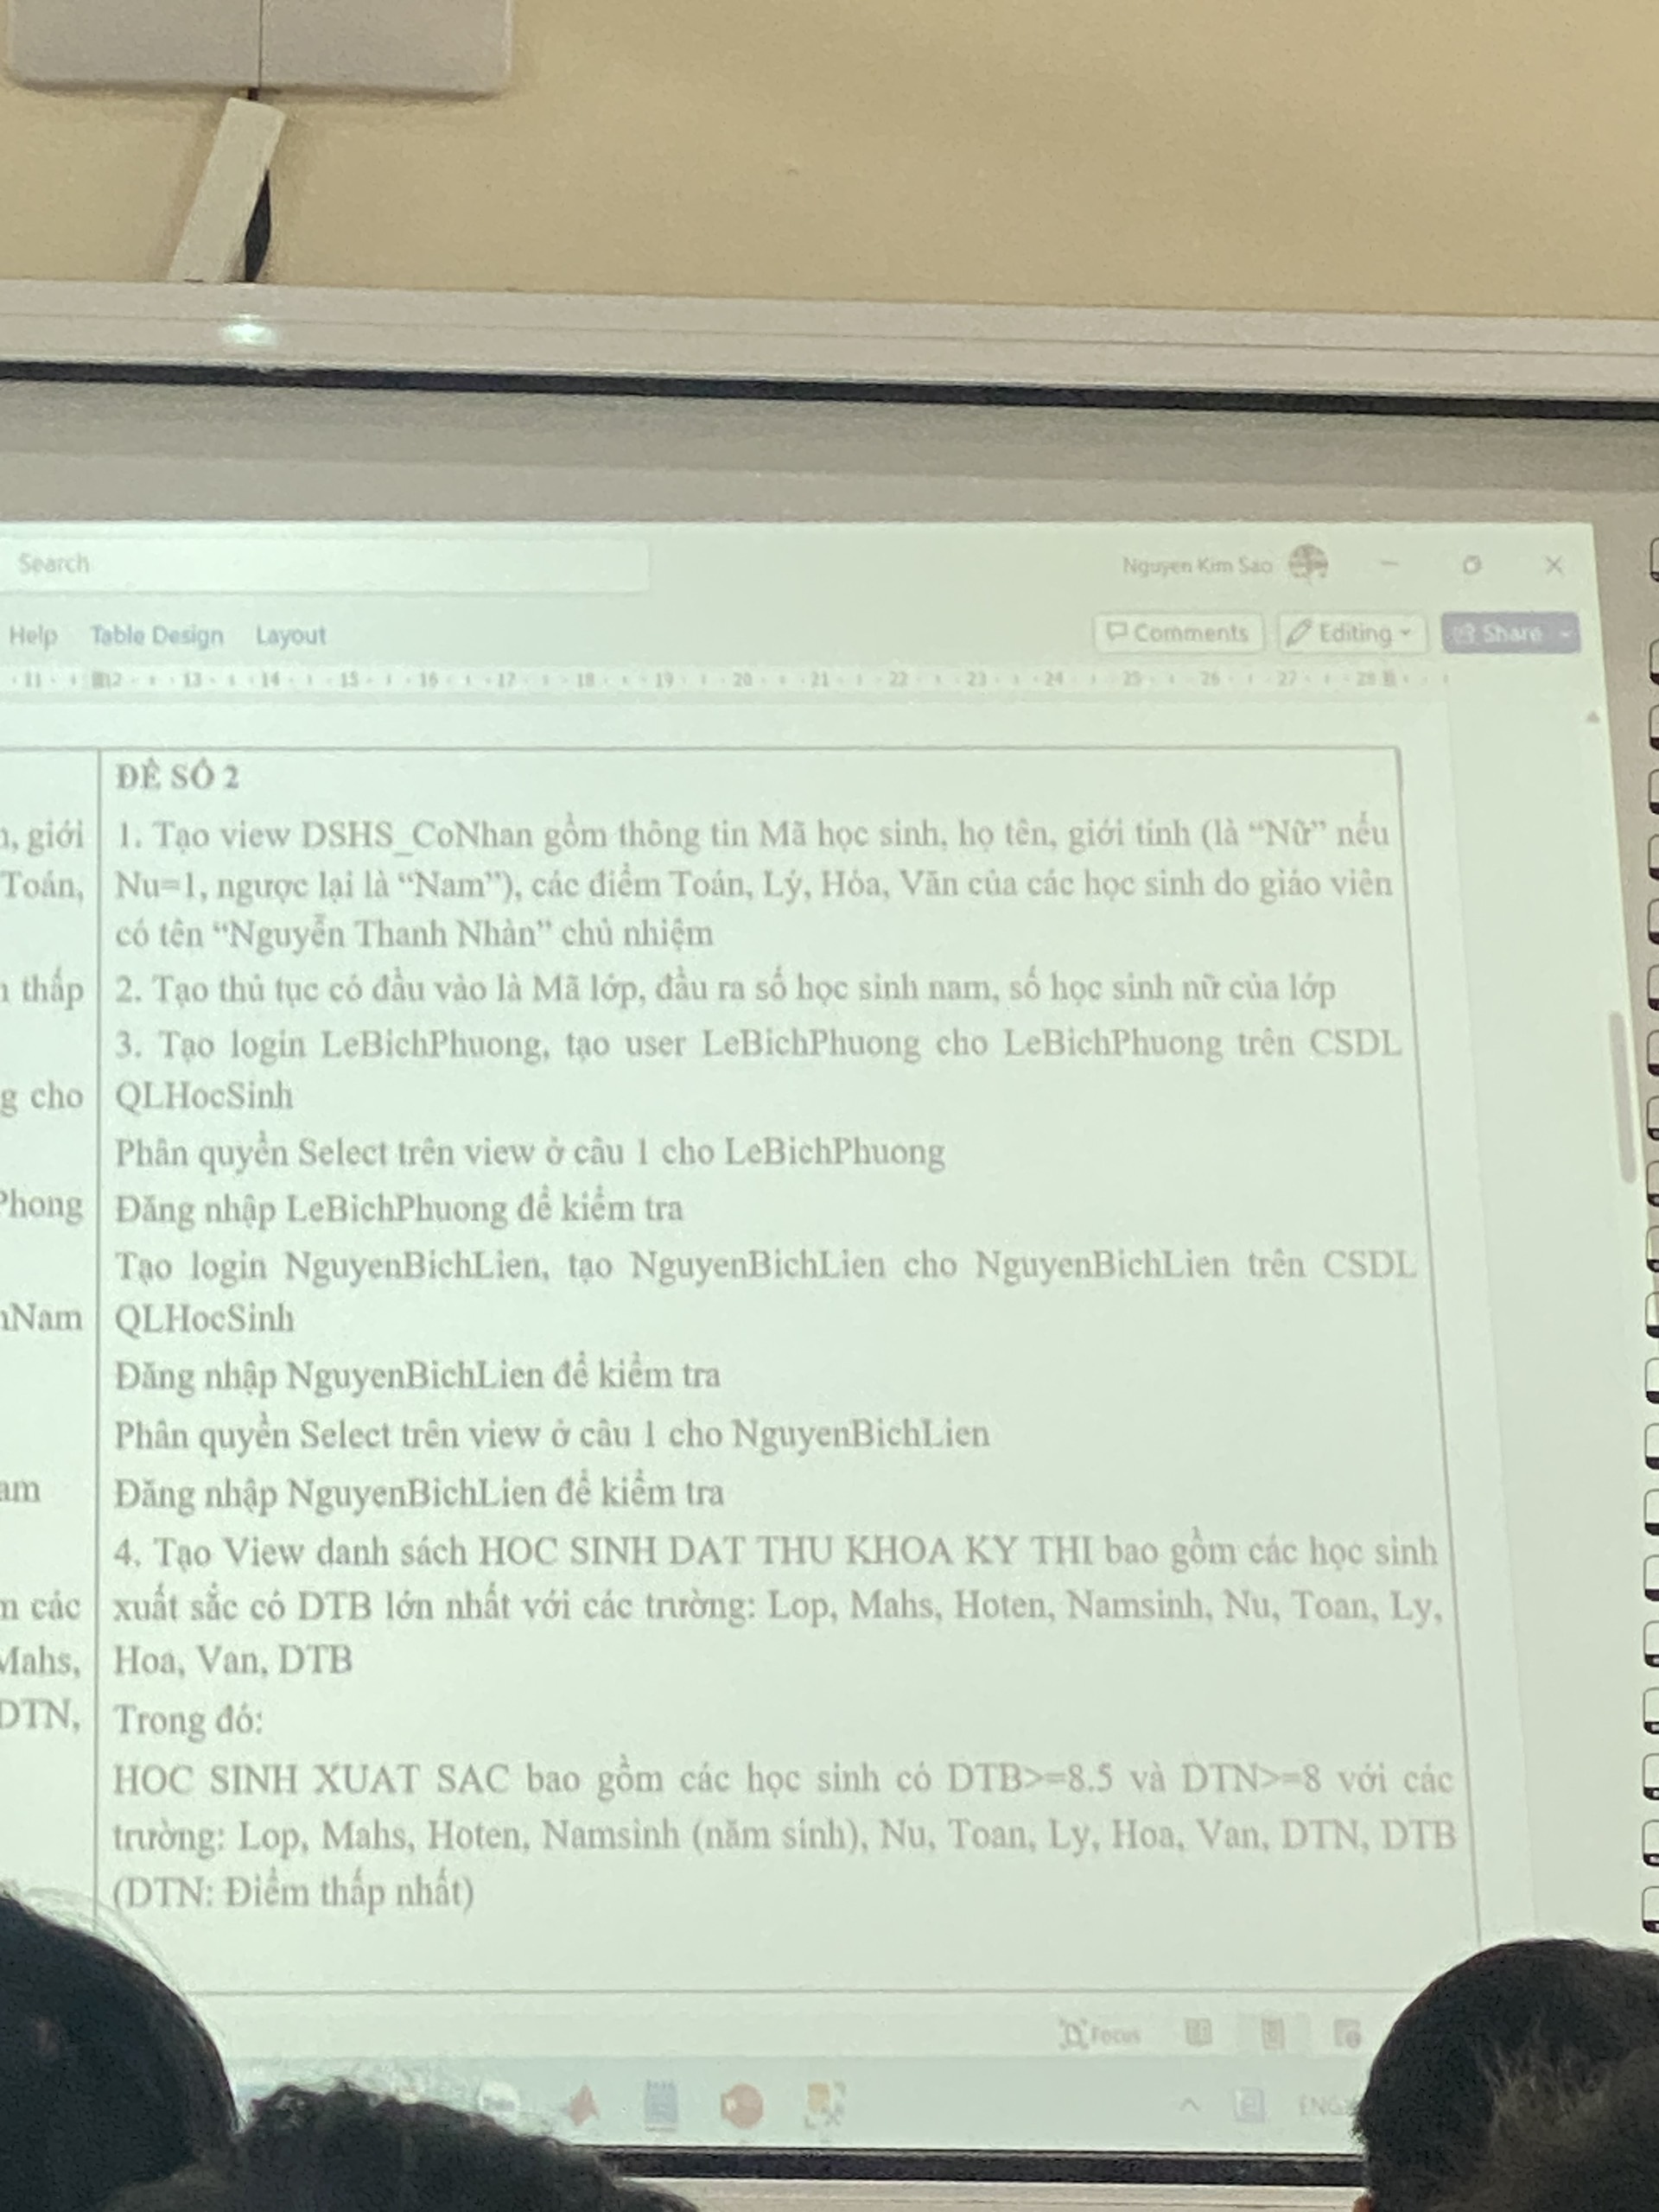 Search
Nguyen Kim Sao
Help Table Design Layout
Comments Editing Share
11 12 13 14 15 16 17 18 19 20 21 22 23 24 25 26 27 28
ĐỀ SỐ 2
, giới
1. Tạo view DSHS_CoNhan gồm thông tin Mã học sinh, họ tên, giới tính (là “Nữ” nếu
Toán,
Nu=1, ngược lại là “Nam”), các điểm Toán, Lý, Hóa, Văn của các học sinh do giáo viên
có tên “Nguyễn Thanh Nhàn” chủ nhiệm
thấp
2. Tạo thủ tục có đầu vào là Mã lớp, đầu ra số học sinh nam, số học sinh nữ của lớp
3. Tạo login LeBichPhuong, tạo user LeBichPhuong cho LeBichPhuong trên CSDL
g cho
QLHocSinh
Phân quyền Select trên view ở câu 1 cho LeBichPhuong
Phong
Đăng nhập LeBichPhuong để kiểm tra
Tạo login NguyenBichLien, tạo NguyenBichLien cho NguyenBichLien trên CSDL
nNam
QLHocSinh
Đăng nhập NguyenBichLien để kiểm tra
Phân quyền Select trên view ở câu 1 cho NguyenBichLien
am
Đăng nhập NguyenBichLien để kiểm tra
4. Tạo View danh sách HOC SINH DAT THU KHOA KY THI bao gồm các học sinh
m các
xuất sắc có DTB lớn nhất với các trường: Lop, Mahs, Hoten, Namsinh, Nu, Toan, Ly,
Mahs,
Hoa, Van, DTB
DTN,
Trong đó:
HOC SINH XUAT SAC bao gồm các học sinh có DTB>=8.5 và DTN>=8 với các
trường: Lop, Mahs, Hoten, Namsinh (năm sinh), Nu, Toan, Ly, Hoa, Van, DTN, DTB
(DTN: Điểm thấp nhất)
Focus
ENG